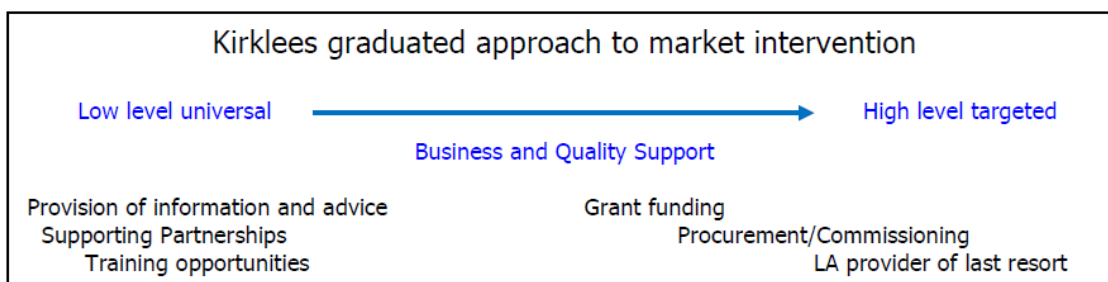 Kirklees graduated approach to market intervention
Low level universal High level targeted
Business and Quality Support
Provision of information and advice Grant funding
Supporting Partnerships Procurement/Commissioning
Training opportunities LA provider of last resort